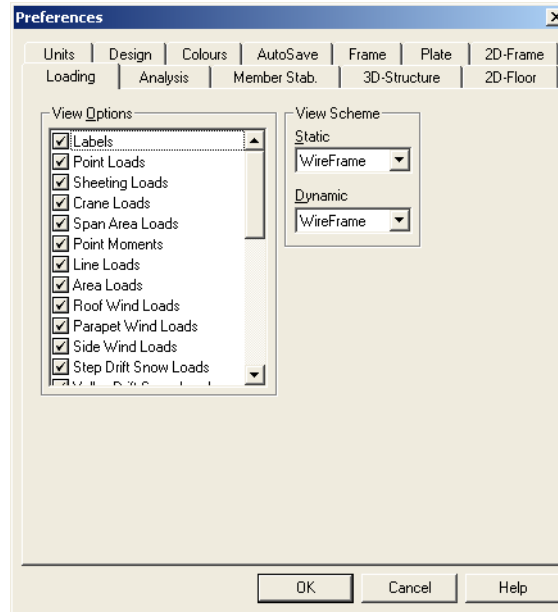 Preferences
Units Design Colours AutoSave Frame Plate 2D-Frame
Loading Analysis Member Stab. 3D-Structure 2D-Floor
View Options
Labels
Point Loads
Sheeting Loads
Crane Loads
Span Area Loads
Point Moments
Line Loads
Area Loads
Roof Wind Loads
Parapet Wind Loads
Side Wind Loads
Step Drift Snow Loads
View Scheme
Static
WireFrame
Dynamic
WireFrame
OK Cancel Help